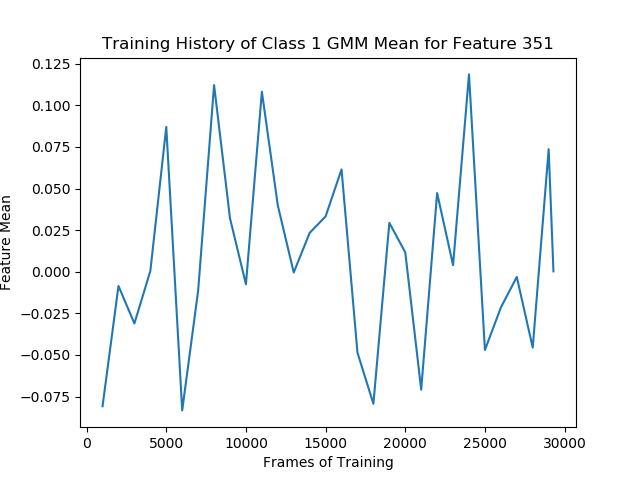 Training History of Class 1 GMM Mean for Feature 351
0.125
0.100
0.075
0.050
0.025
0.000
−0.025
−0.050
−0.075
Feature Mean
0 5000 10000 15000 20000 25000 30000
Frames of Training